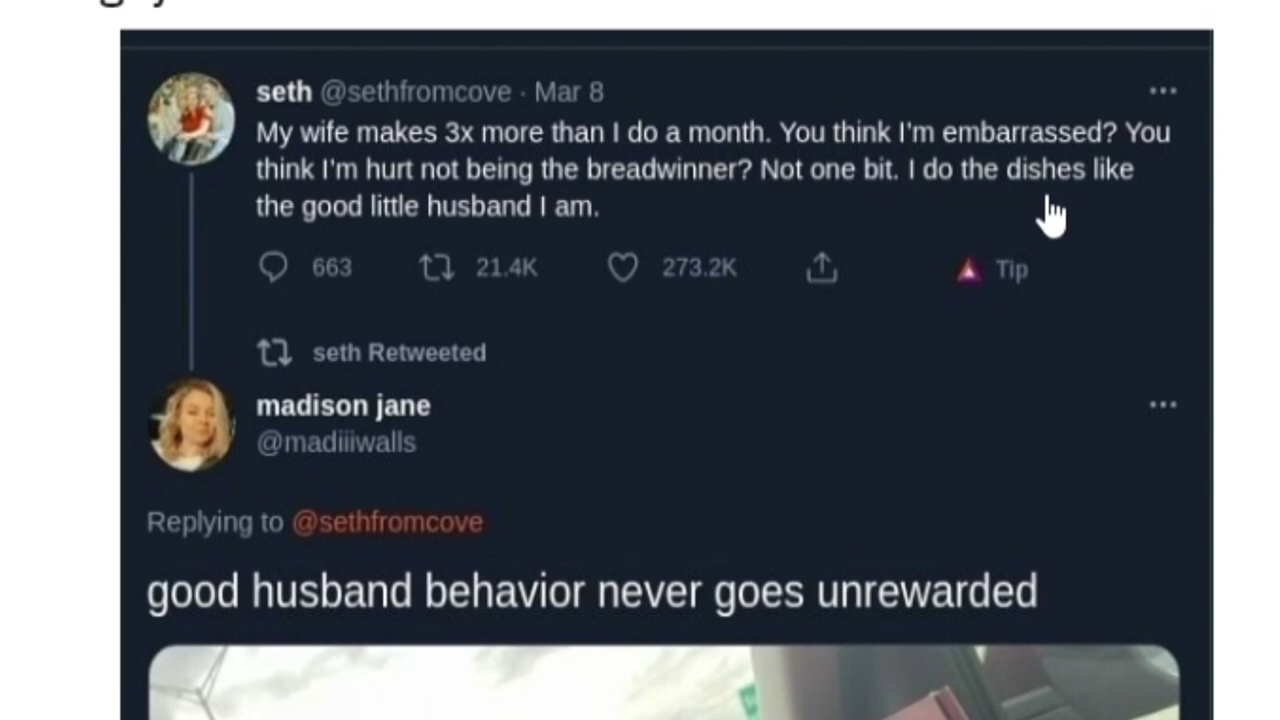 seth @sethfromcove · Mar 8
My wife makes 3x more than I do a month. You think I'm embarrassed? You
think I'm hurt not being the breadwinner? Not one bit. I do the dishes like
the good little husband I am.
663 21.4K 273.2K Tip
seth Retweeted
madison jane
@madiiiwalls
Replying to @sethfromcove
good husband behavior never goes unrewarded